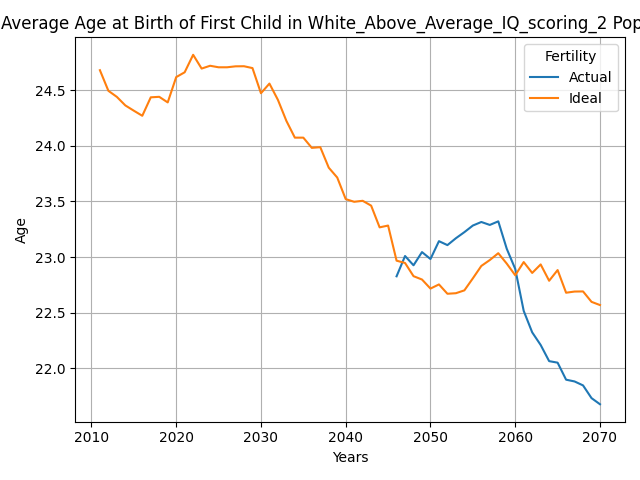 Average Age at Birth of First Child in White_Above_Average_IQ_scoring_2 Pop
Fertility
Actual
Ideal
24.5
24.0
23.5
23.0
22.5
22.0
Age
2010 2020 2030 2040 2050 2060 2070
Years